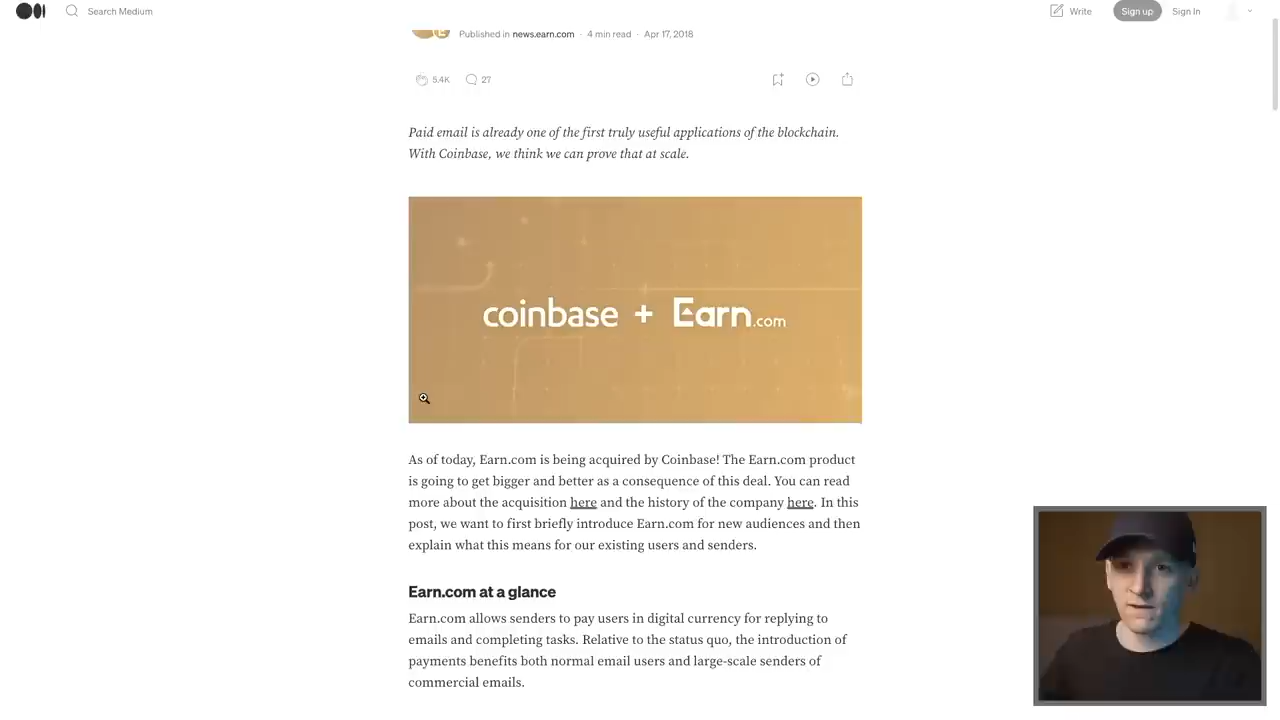 Search Medium
Write
Sign up
Sign In
Published in news.earn.com · 4 min read · Apr 17, 2018
5.4K
27
Paid email is already one of the first truly useful applications of the blockchain.
With Coinbase, we think we can prove that at scale.
coinbase + Earn.com
As of today, Earn.com is being acquired by Coinbase! The Earn.com product
is going to get bigger and better as a consequence of this deal. You can read
more about the acquisition here and the history of the company here. In this
post, we want to first briefly introduce Earn.com for new audiences and then
explain what this means for our existing users and senders.
Earn.com at a glance
Earn.com allows senders to pay users in digital currency for replying to
emails and completing tasks. Relative to the status quo, the introduction of
payments benefits both normal email users and large-scale senders of
commercial emails.